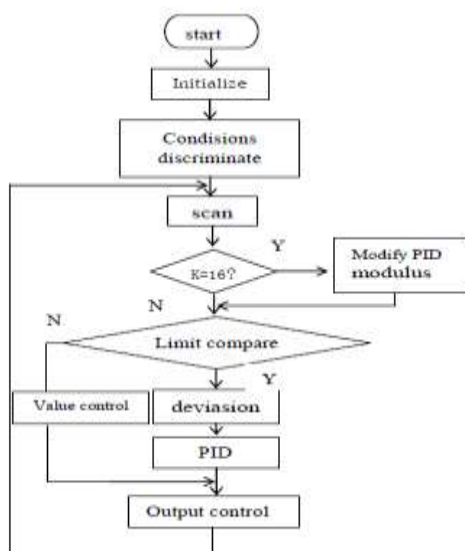 start
Initialize
Condisions
discriminate
scan
Y
K=16?
Modify PID
modulus
N
N
Limit compare
Y
Value control
deviasion
PID
Output control